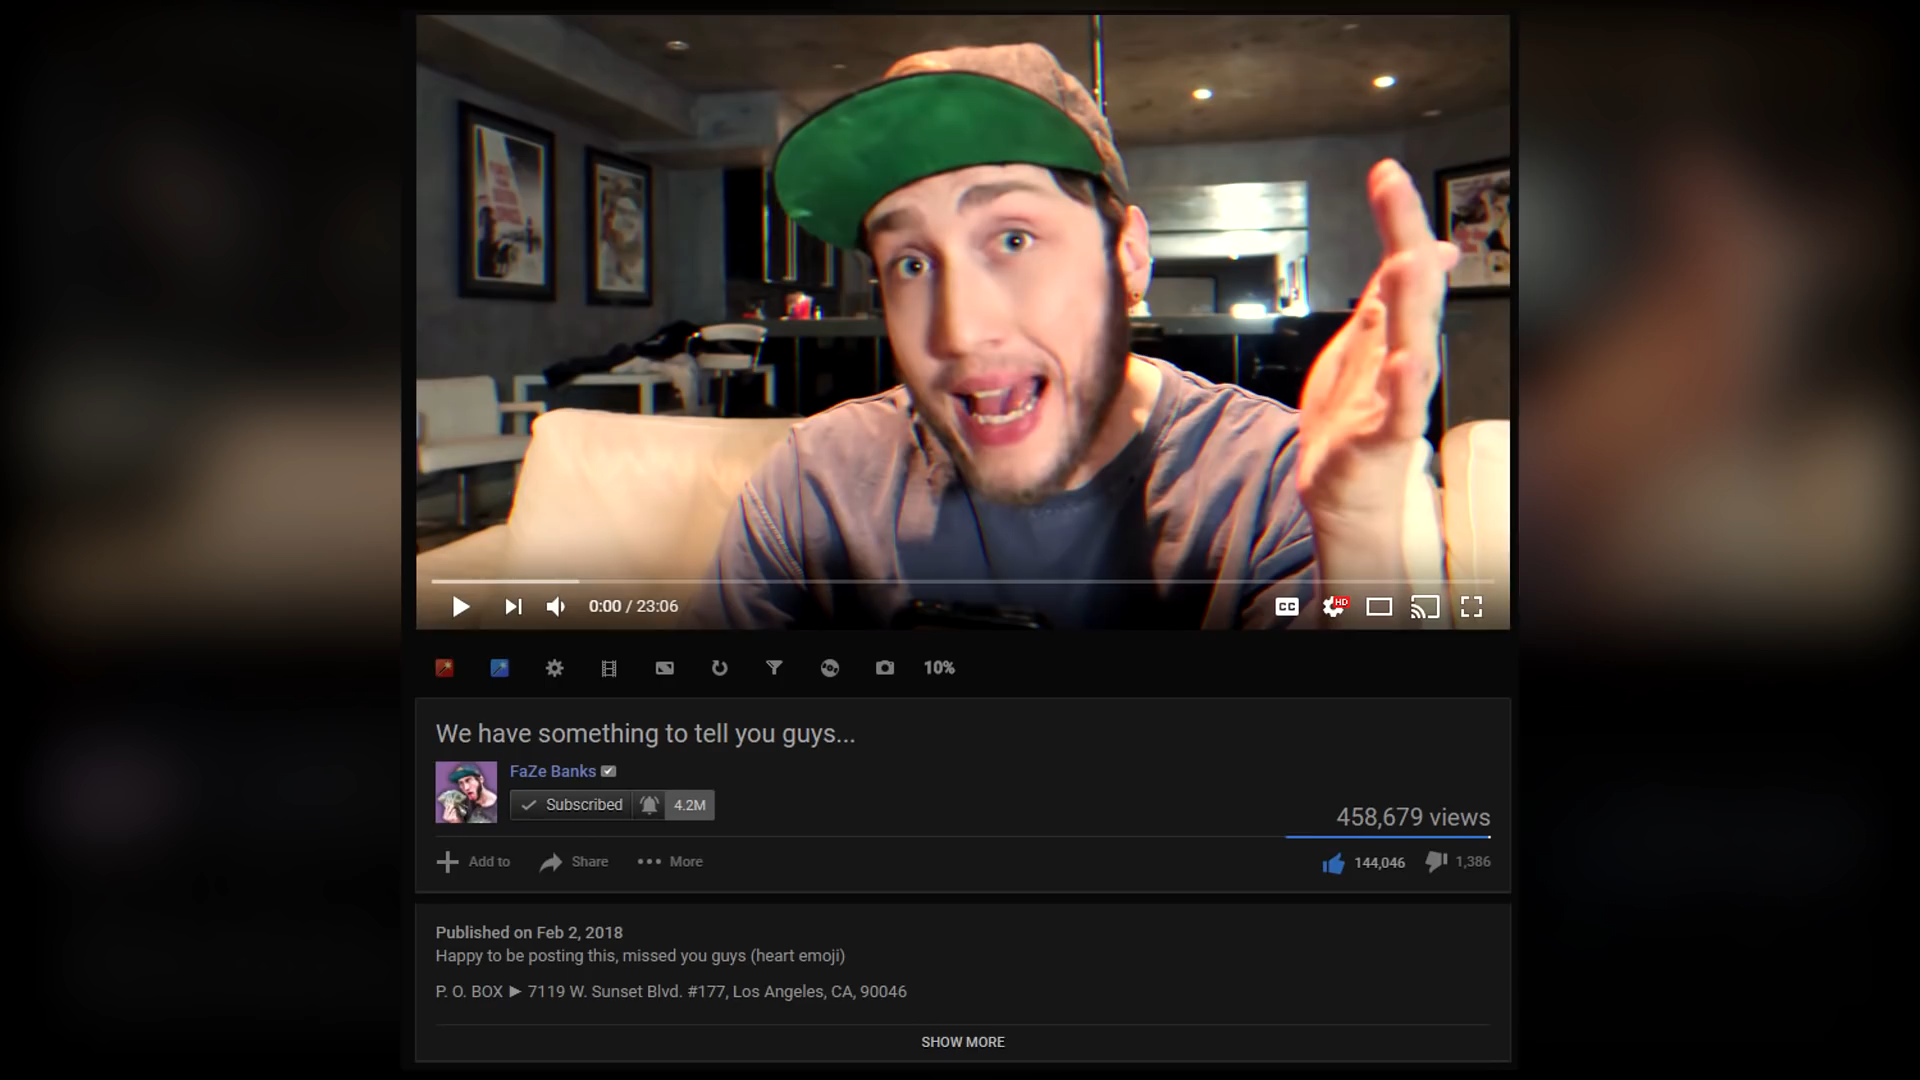 0:00 / 23:06
CC
HD
10%
We have something to tell you guys...
FaZe Banks
Subscribed
4.2M
458,679 views
Add to
Share
More
144,046
1,386
Published on Feb 2, 2018
Happy to be posting this, missed you guys (heart emoji)
P. O. BOX ► 7119 W. Sunset Blvd. #177, Los Angeles, CA, 90046
SHOW MORE